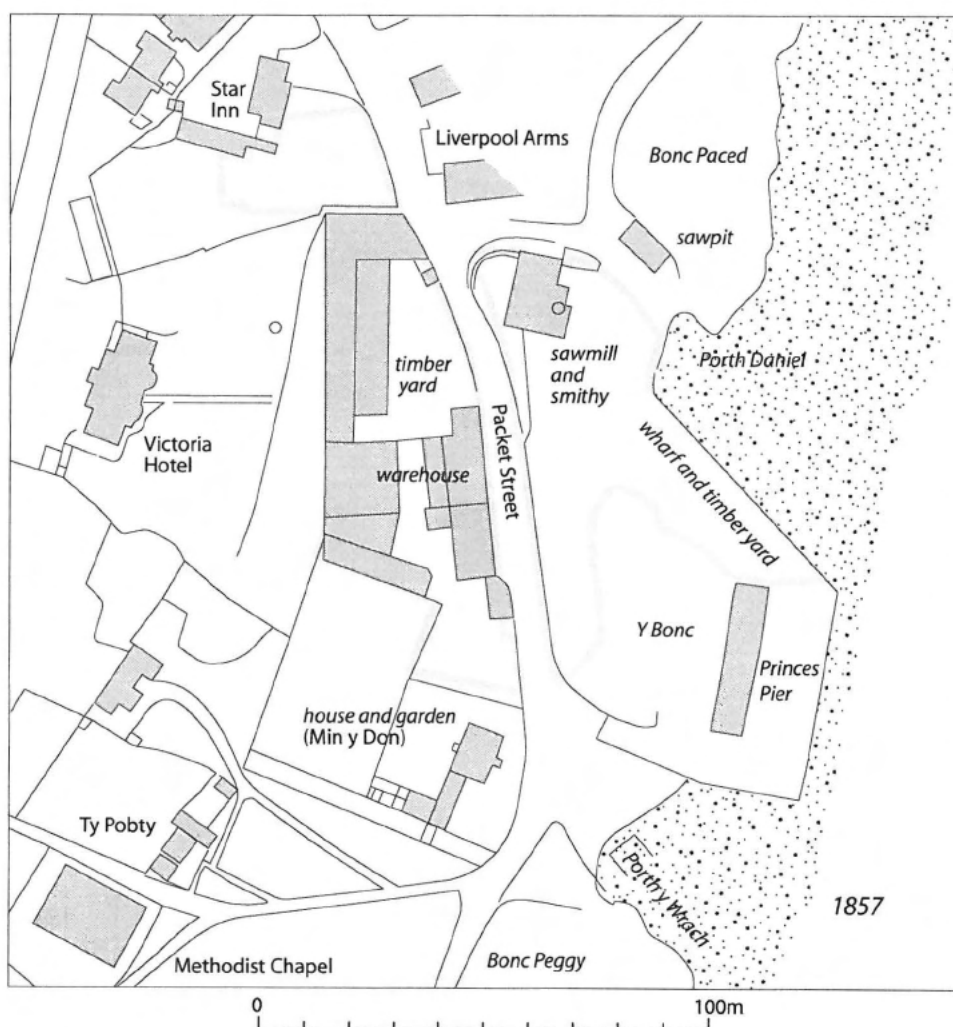 Star
Inn
Liverpool Arms
Bonc Paced
sawpit
timber
yard
sawmill
and
smithy
Porth Daniel
Victoria
Hotel
warehouse
Packet Street
wharf and timber yard
Y Bonc
Princes
Pier
house and garden
(Min y Don)
Ty Pobty
Porth y Wrach
1857
Methodist Chapel
Bonc Peggy
0
100m